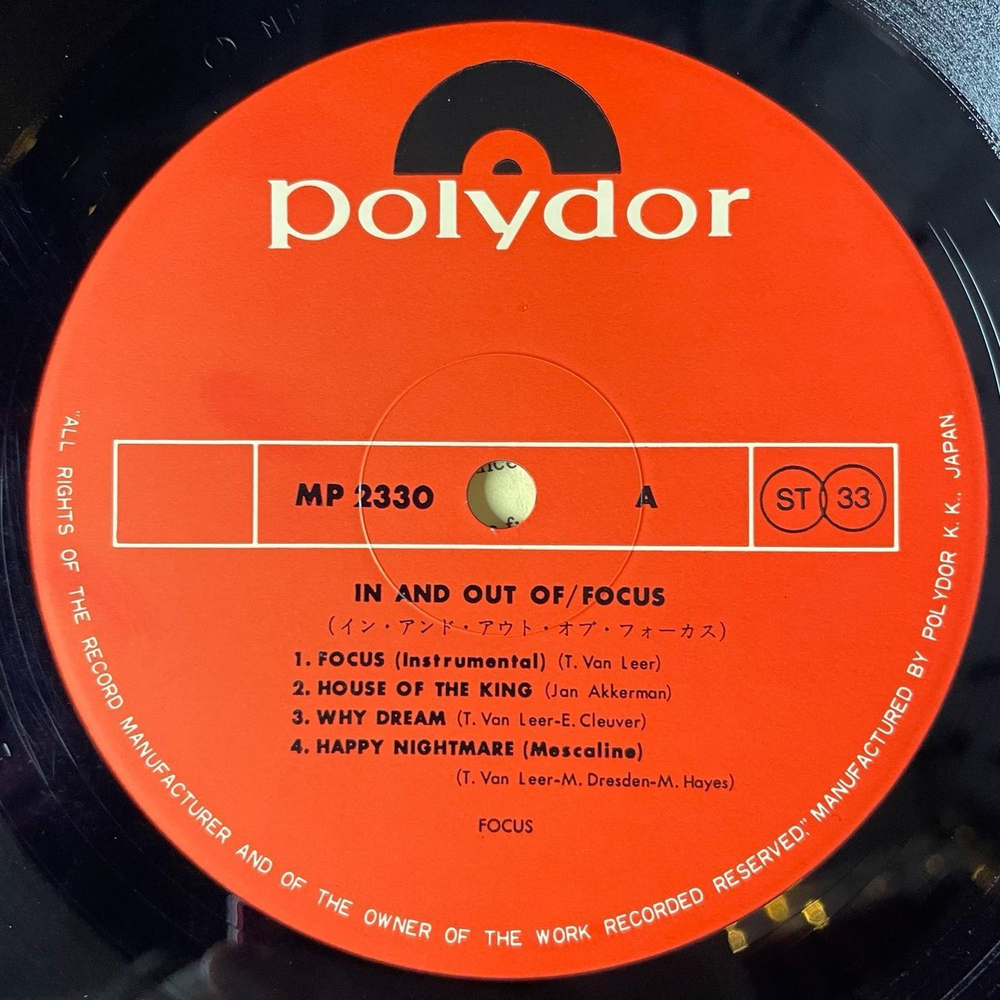 polydor
MP 2330
A
ST 33
IN AND OUT OF/FOCUS
(イン・アンド・アウト・オブ・フォーカス)
1. FOCUS (Instrumental) (T. Van Leer)
2. HOUSE OF THE KING (Jan Akkerman)
3. WHY DREAM (T. Van Leer-E. Cleuver)
4. HAPPY NIGHTMARE (Mescaline)
(T. Van Leer-M. Dresden-M. Hayes)
FOCUS
"ALL RIGHTS OF THE RECORD MANUFACTURER AND OF THE OWNER OF THE WORK RECORDED RESERVED," MANUFACTURED BY POLYDOR K. K., JAPAN